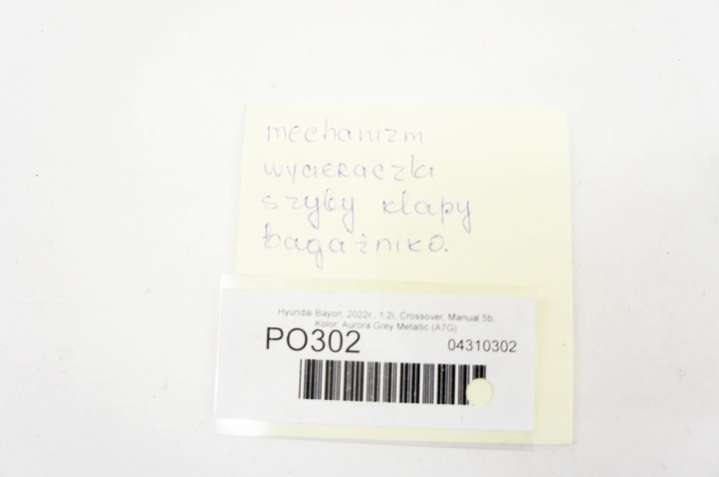 mechanizm
wycieraczki
szyby klapy
bagażnika.
Hyundai Bayon, 2022r., 1.2i, Crossover, Manual 5b,
Kolor: Aurora Grey Metallic (A7G)
PO302
04310302